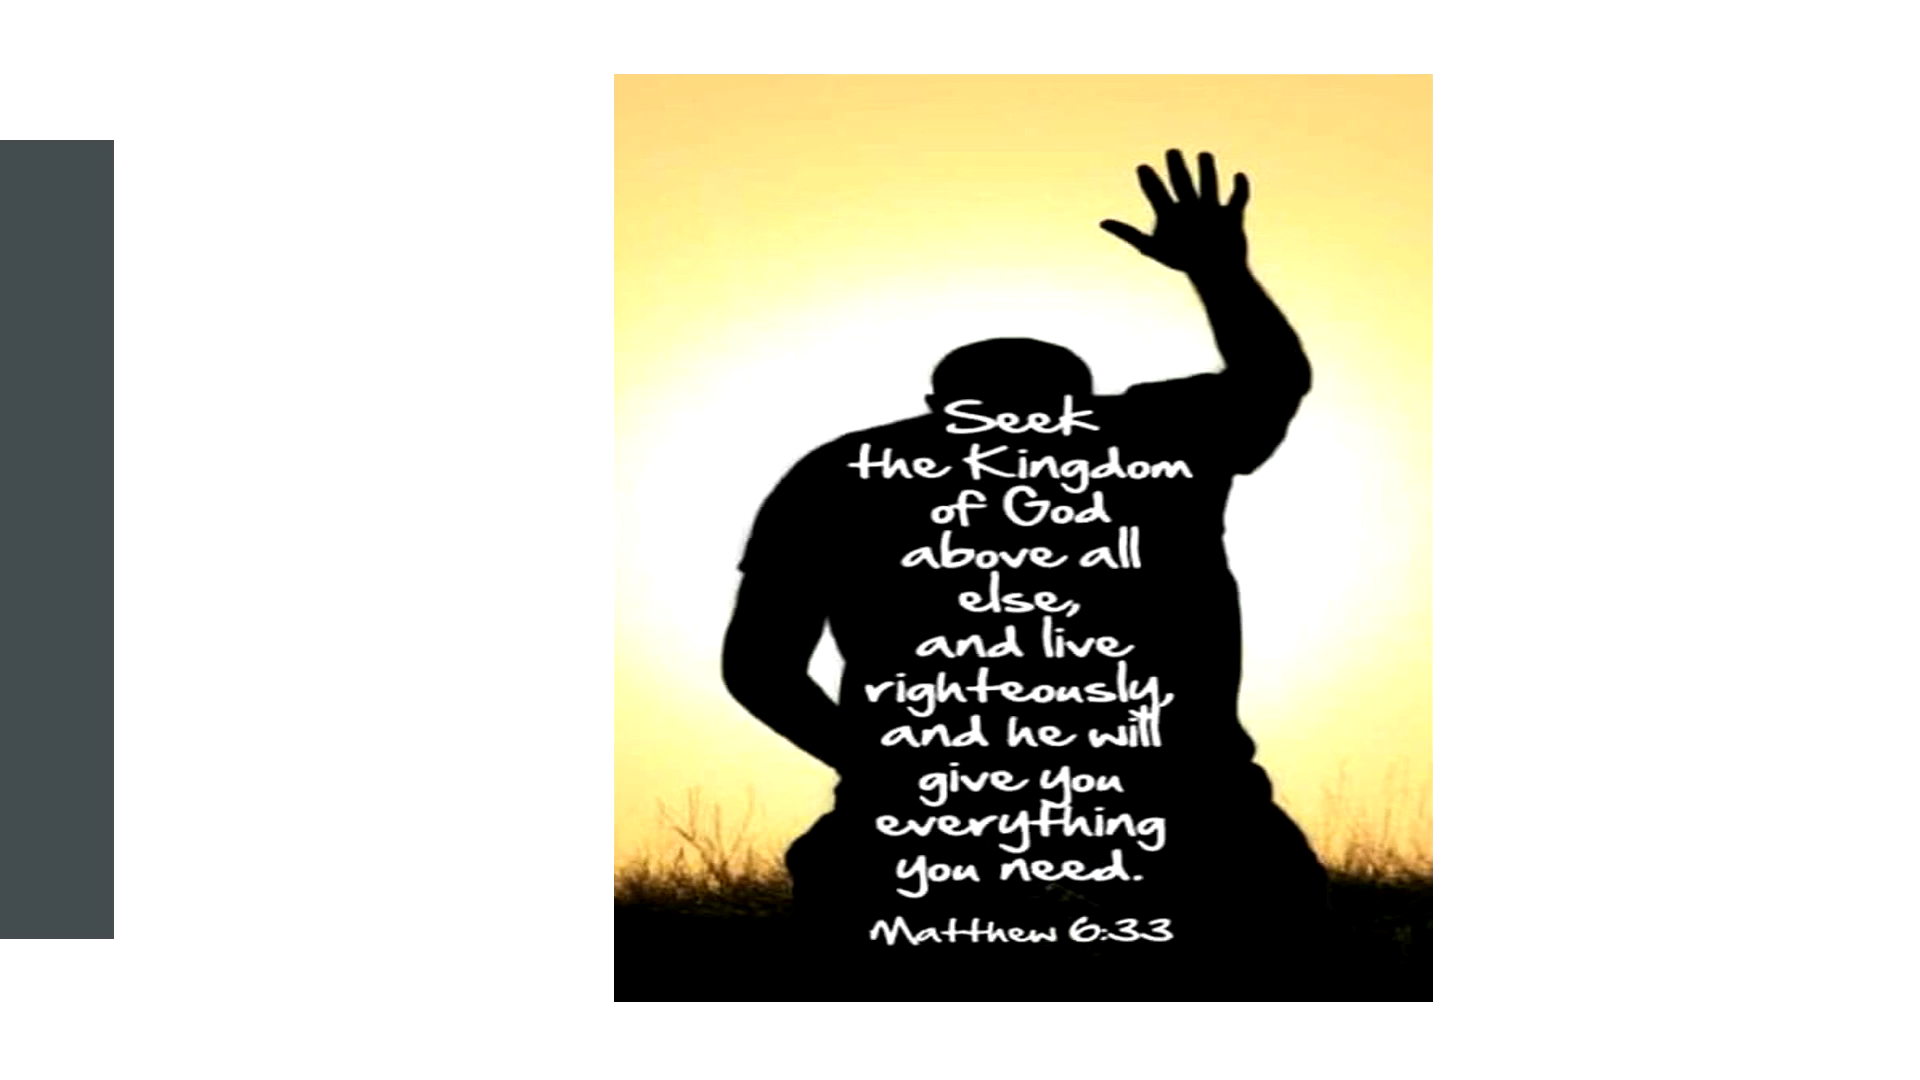 Seek
the Kingdom
of God
above all
else,
and live
righteously,
and he will
give you
everything
you need.
Matthew 6:33